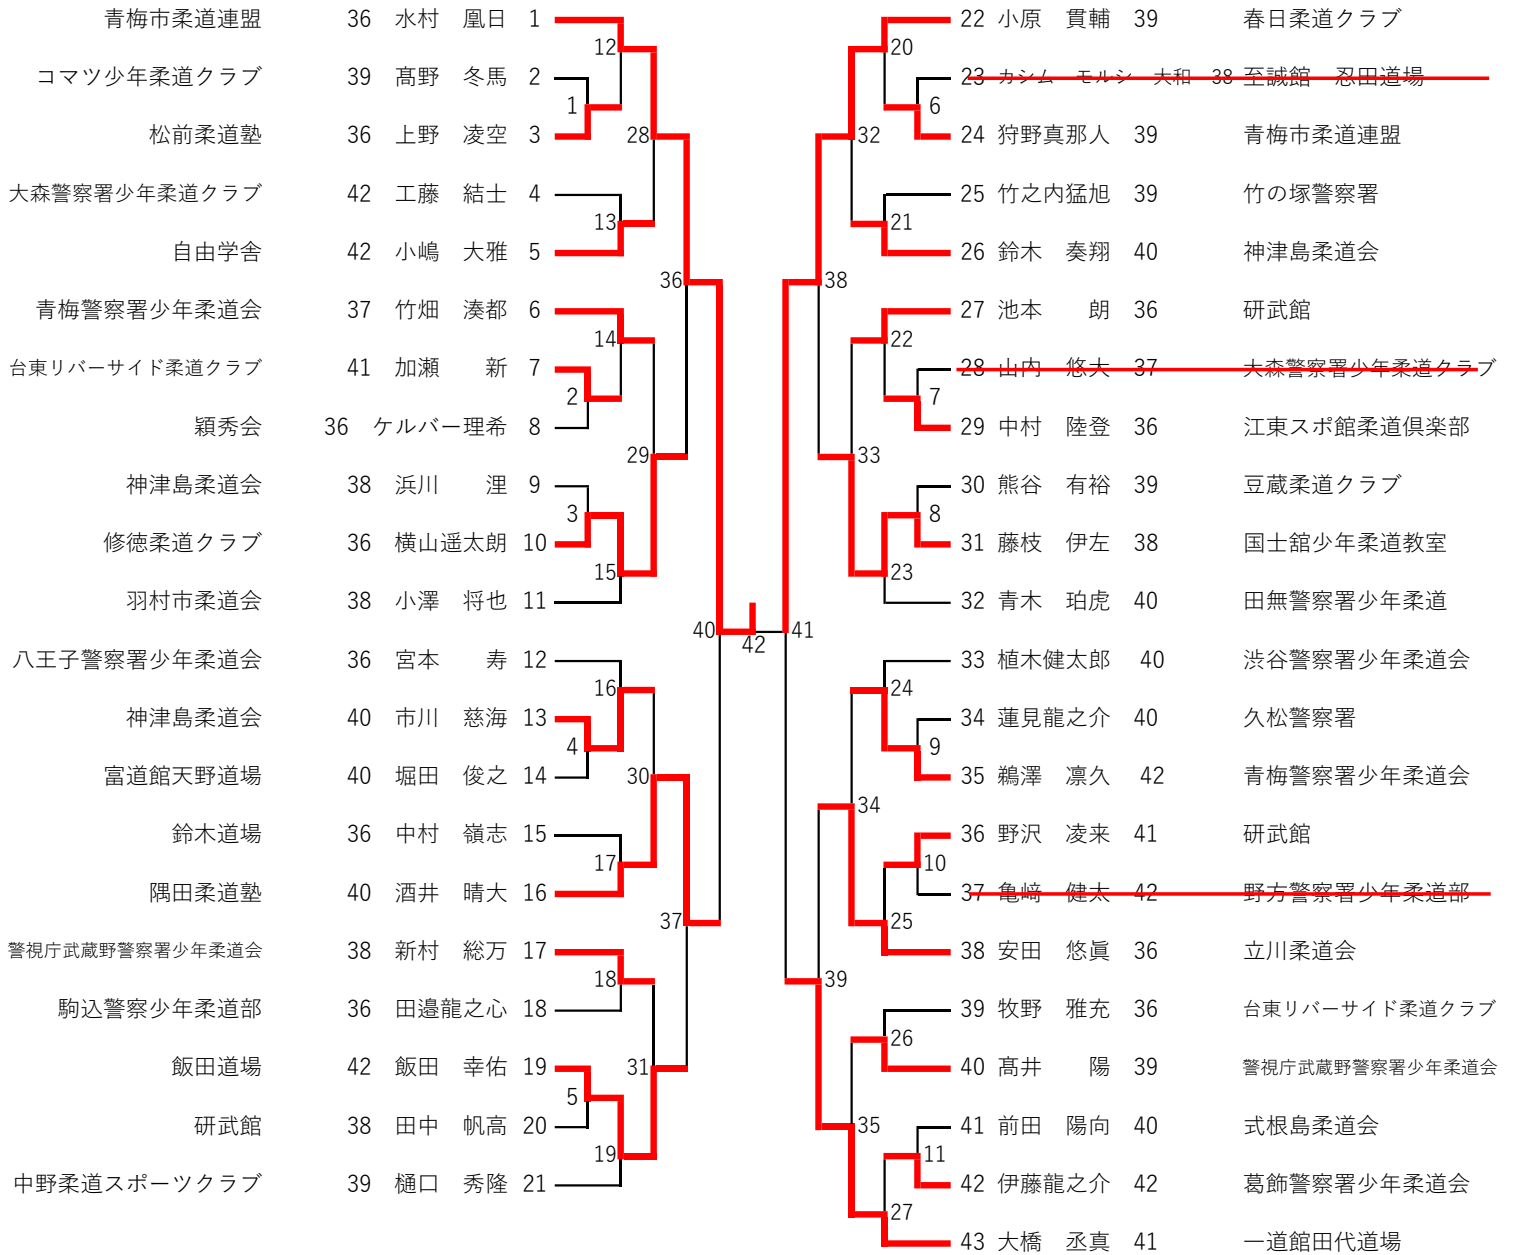 青梅市柔道連盟 36 水村 凰日 1
コマツ少年柔道クラブ 39 髙野 冬馬 2
松前柔道塾 36 上野 凌空 3
大森警察署少年柔道クラブ 42 工藤 結士 4
自由学舎 42 小嶋 大雅 5
青梅警察署少年柔道会 37 竹畑 湊都 6
台東リバーサイド柔道クラブ 41 加瀬 新 7
穎秀会 36 ケルバー理希 8
神津島柔道会 38 浜川 浬 9
修徳柔道クラブ 36 横山遥太朗 10
羽村市柔道会 38 小澤 将也 11
八王子警察署少年柔道会 36 宮本 寿 12
神津島柔道会 40 市川 慈海 13
富道館天野道場 40 堀田 俊之 14
鈴木道場 36 中村 嶺志 15
隅田柔道塾 40 酒井 晴大 16
警視庁武蔵野警察署少年柔道会 38 新村 総万 17
駒込警察少年柔道部 36 田邉龍之心 18
飯田道場 42 飯田 幸佑 19
研武館 38 田中 帆高 20
中野柔道スポーツクラブ 39 樋口 秀隆 21
12
1
28
13
36
14
2
29
3
15
40
16
4
30
17
37
18
31
5
19
42
20
6
32
21
38
22
7
33
8
23
41
24
9
34
10
25
39
26
35
11
27
22 小原 貫輔 39 春日柔道クラブ
23 カシム モルシ 大和 38 至誠館 忍田道場
24 狩野真那人 39 青梅市柔道連盟
25 竹之内猛旭 39 竹の塚警察署
26 鈴木 奏翔 40 神津島柔道会
27 池本 朗 36 研武館
28 山内 悠大 37 大森警察署少年柔道クラブ
29 中村 陸登 36 江東スポ館柔道倶楽部
30 熊谷 有裕 39 豆蔵柔道クラブ
31 藤枝 伊左 38 国士舘少年柔道教室
32 青木 珀虎 40 田無警察署少年柔道
33 植木健太郎 40 渋谷警察署少年柔道会
34 蓮見龍之介 40 久松警察署
35 鵜澤 凛久 42 青梅警察署少年柔道会
36 野沢 凌来 41 研武館
37 亀﨑 健太 42 野方警察署少年柔道部
38 安田 悠眞 36 立川柔道会
39 牧野 雅充 36 台東リバーサイド柔道クラブ
40 髙井 陽 39 警視庁武蔵野警察署少年柔道会
41 前田 陽向 40 式根島柔道会
42 伊藤龍之介 42 葛飾警察署少年柔道会
43 大橋 丞真 41 一道館田代道場